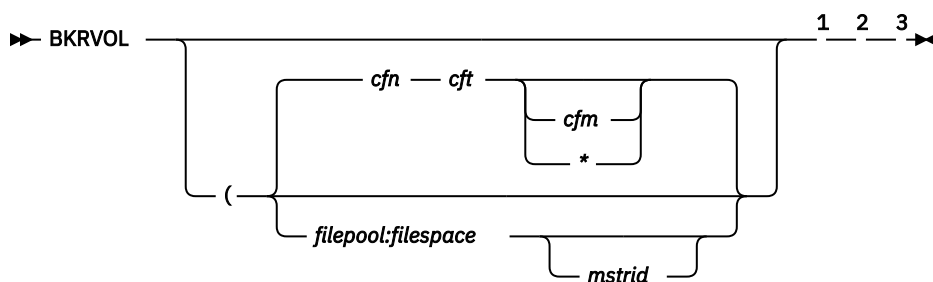 BKRVOL 1 2 3
cfn cft
cfm
*
(
filepool:filespace
mstrid